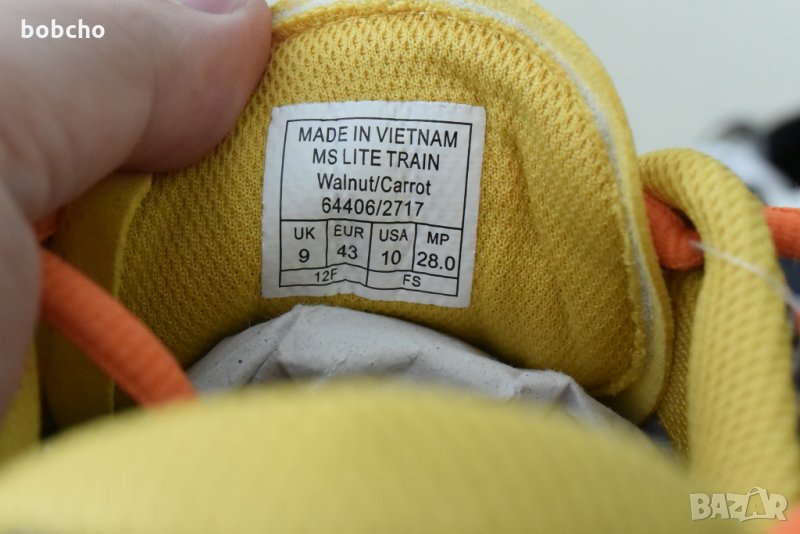 bobcho
MADE IN VIETNAM
MS LITE TRAIN
Walnut/Carrot
64406/2717
UK EUR USA MP
9 43 10 28.0
12F FS
BAZAR